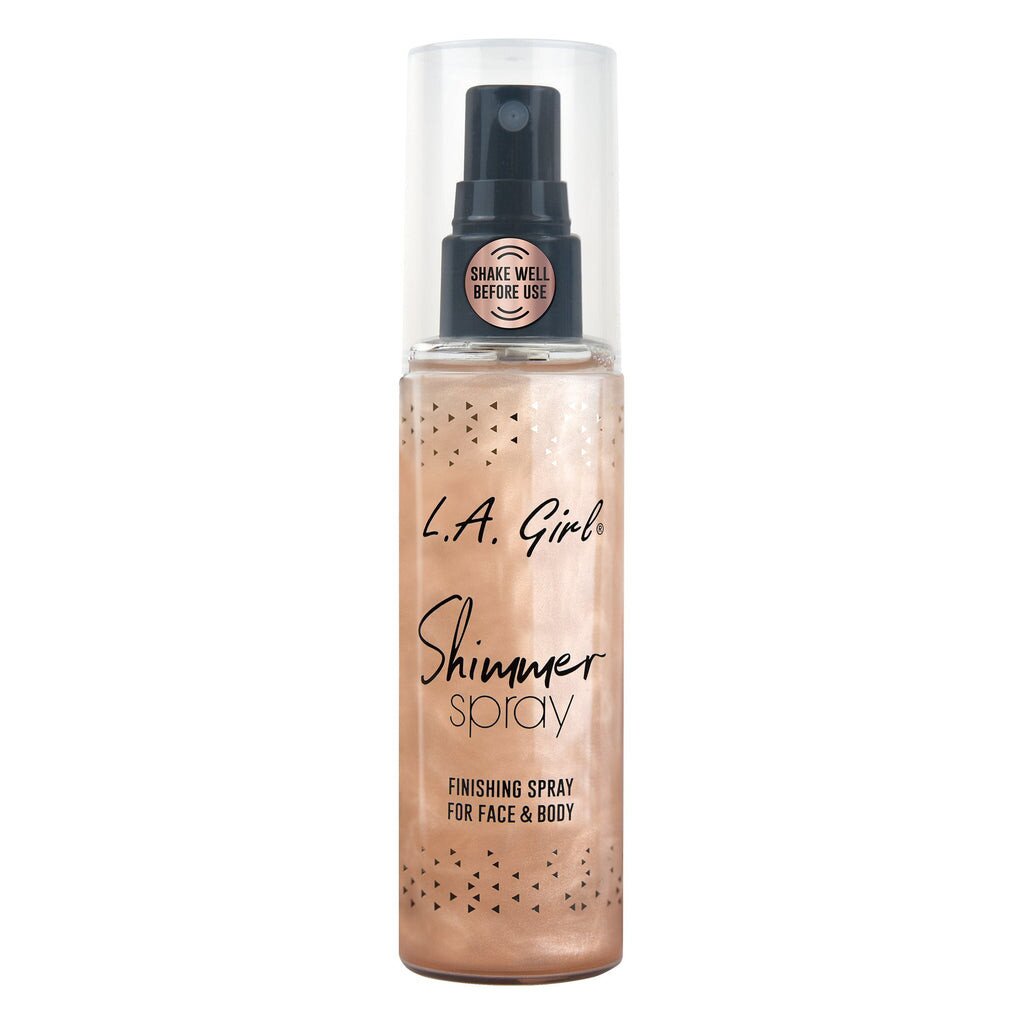 SHAKE WELL
BEFORE USE
L.A. Girl®
Shimmer
spray
FINISHING SPRAY
FOR FACE & BODY